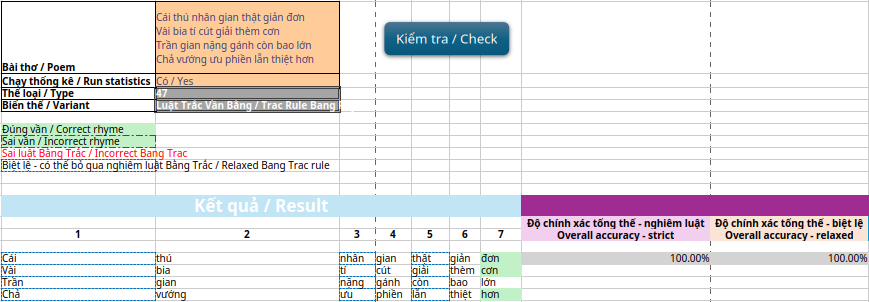 Cái thú nhân gian thật giản đơn
Vài bia tí cút giải thèm cơn
Trần gian nặng gánh còn bao lớn
Chả vướng ưu phiền lẫn thiệt hơn
Kiểm tra / Check
Bài thơ / Poem
Chạy thống kê / Run statistics Có / Yes
Thể loại / Type 47
Biến thể / Variant Luật Trắc Vần Bằng / Trac Rule Bang
Đúng vần / Correct rhyme
Sai vần / Incorrect rhyme
Sai luật Bằng Trắc / Incorrect Bang Trac
Biệt lệ - có thể bỏ qua nghiêm luật Bằng Trắc / Relaxed Bang Trac rule
Kết quả / Result
Độ chính xác tổng thể - nghiêm luật Độ chính xác tổng thể - biệt lệ
1 2 3 4 5 6 7 Overall accuracy - strict Overall accuracy - relaxed
Cái thú nhân gian thật giản đơn 100.00% 100.00%
Vài bia tí cút giải thèm cơn
Trần gian nặng gánh còn bao lớn
Chả vướng ưu phiền lẫn thiệt hơn